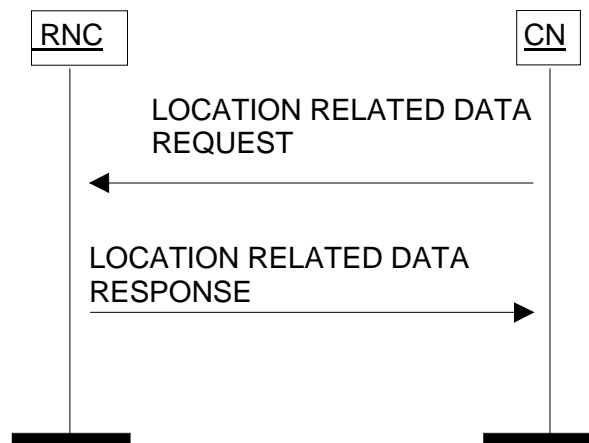 RNC
CN
LOCATION RELATED DATA
REQUEST
LOCATION RELATED DATA
RESPONSE